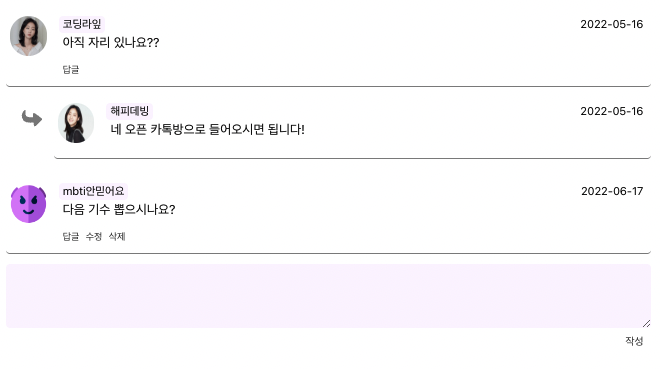 코딩라잎 2022-05-16
아직 자리 있나요??
답글
해피데빙 2022-05-16
네 오픈 카톡방으로 들어오시면 됩니다!
mbti안믿어요 2022-06-17
다음 기수 뽑으시나요?
답글 수정 삭제
작성